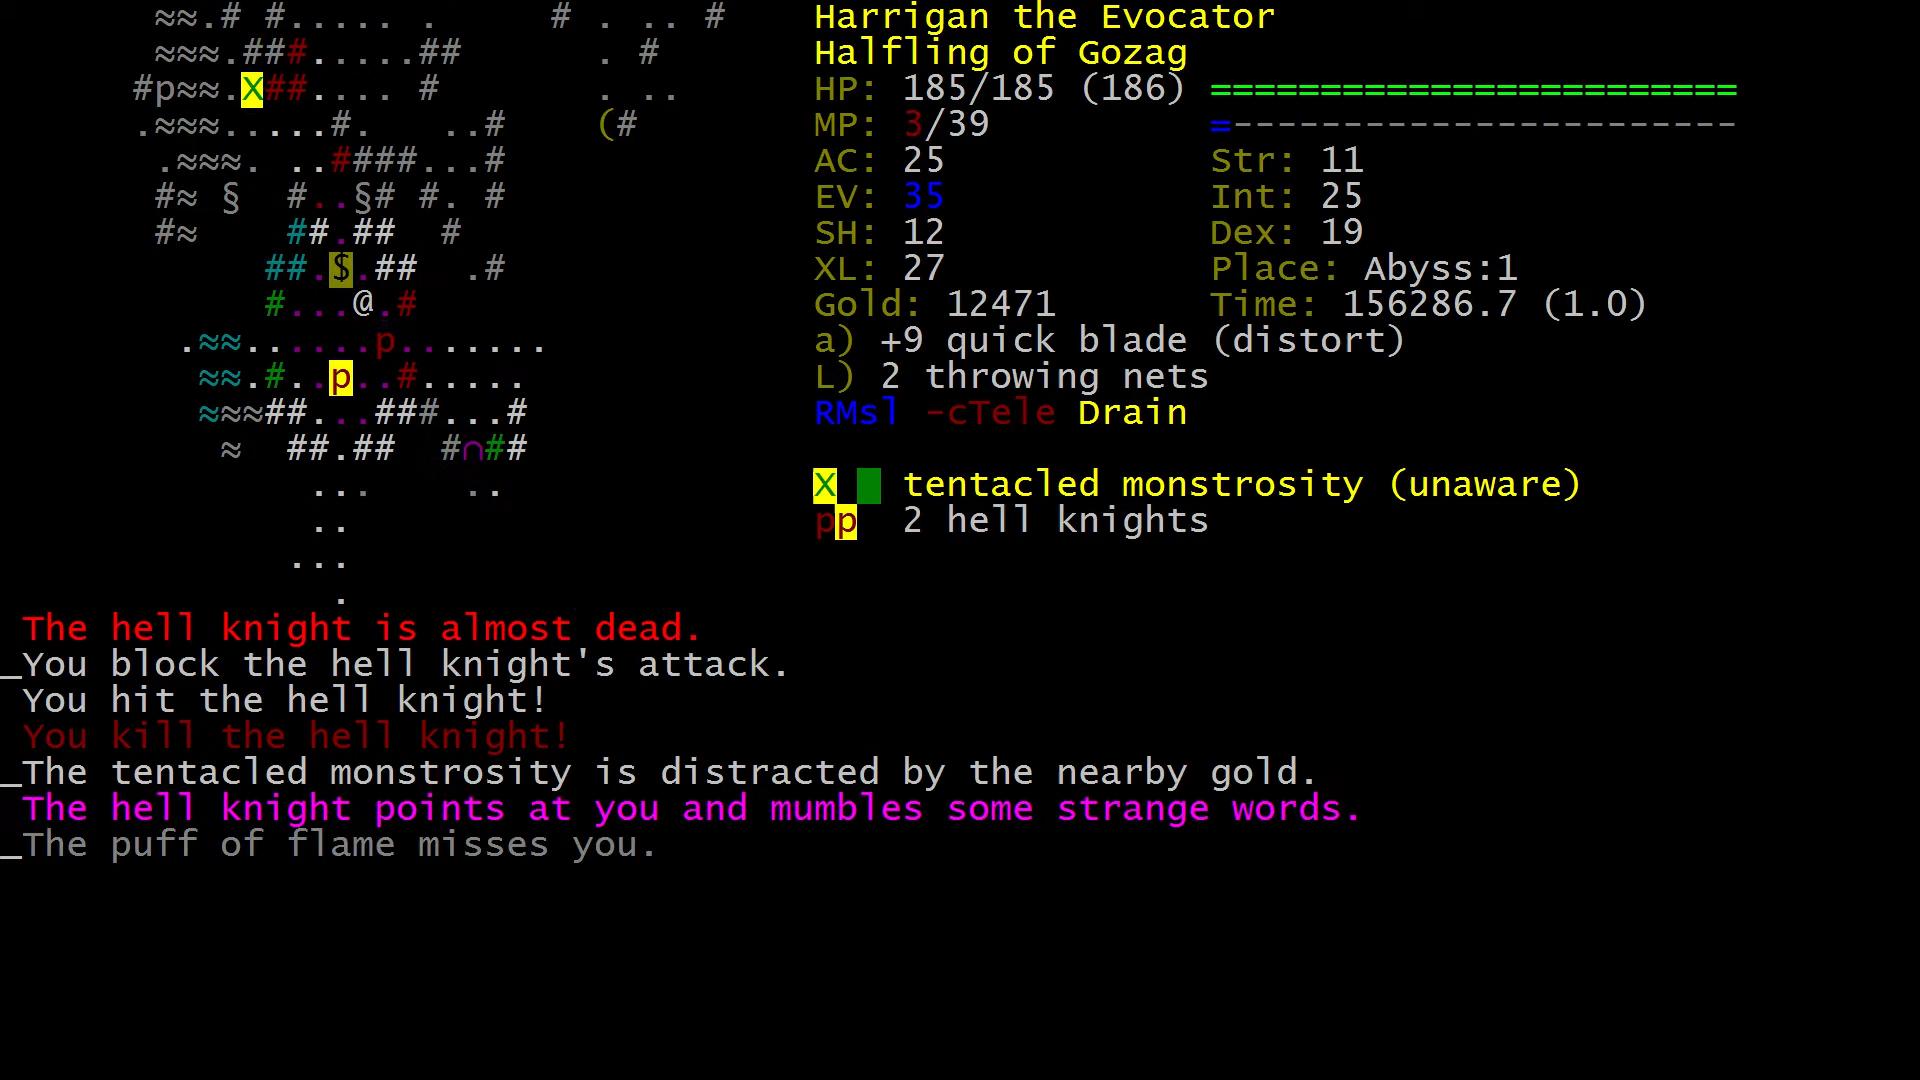 ≈≈.# #..... .     # . .. #   Harrigan the Evocator
≈≈≈.###.....##      . #   Halfling of Gozag
#p≈≈.X##.... #       . ..   HP: 185/185 (186) ========================
.≈≈≈.....#.   ..#    (#   MP: 3/39 =-----------------------
.≈≈≈. ..####...#   AC: 25 Str: 11
#≈ §  #..§# #. #   EV: 35 Int: 25
#≈    ##.##  #   SH: 12 Dex: 19
##.$.##  .#   XL: 27 Place: Abyss:1
#...@.#   Gold: 12471 Time: 156286.7 (1.0)
.≈≈......p.......   a) +9 quick blade (distort)
≈≈.#..p..#.....   L) 2 throwing nets
≈≈≈##...###...#   RMsl -cTele Drain
≈  ##.##  #∩##
...    ..   X   tentacled monstrosity (unaware)
..   pp  2 hell knights
...
.
The hell knight is almost dead.
_You block the hell knight's attack.
You hit the hell knight!
You kill the hell knight!
_The tentacled monstrosity is distracted by the nearby gold.
The hell knight points at you and mumbles some strange words.
_The puff of flame misses you.